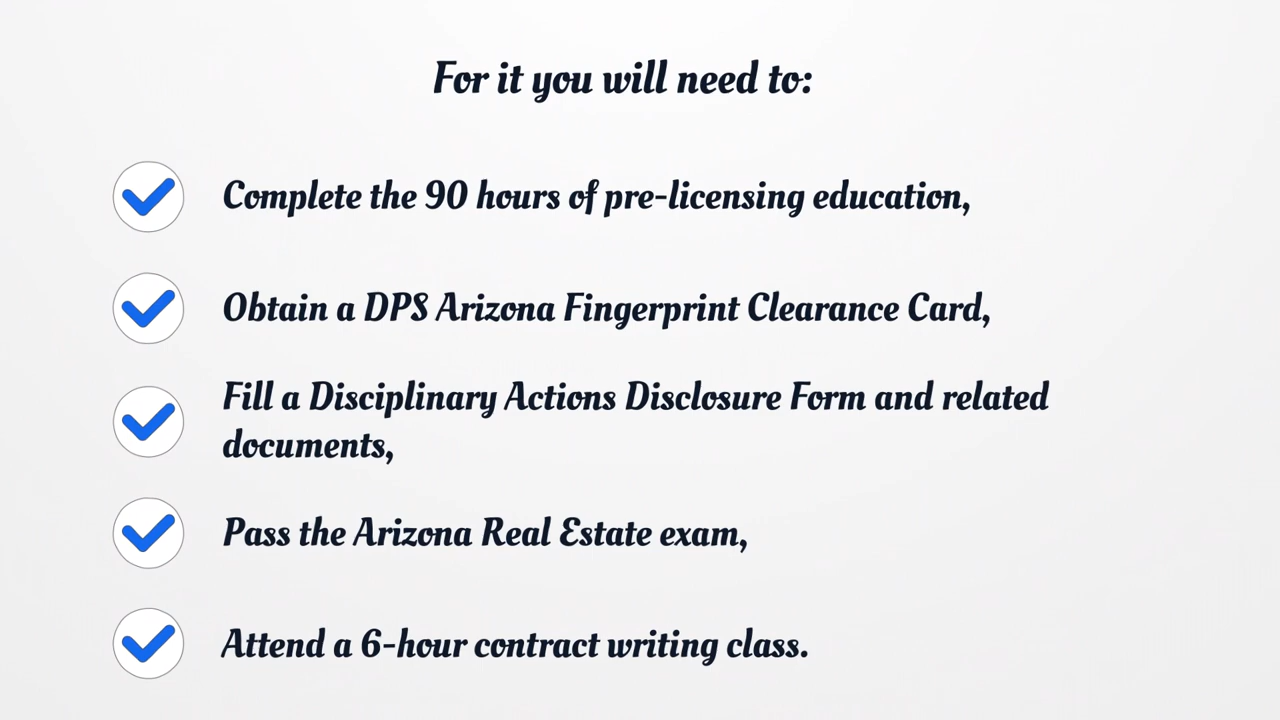 For it you will need to:
Complete the 90 hours of pre-licensing education,
Obtain a DPS Arizona Fingerprint Clearance Card,
Fill a Disciplinary Actions Disclosure Form and related
documents,
Pass the Arizona Real Estate exam,
Attend a 6-hour contract writing class.